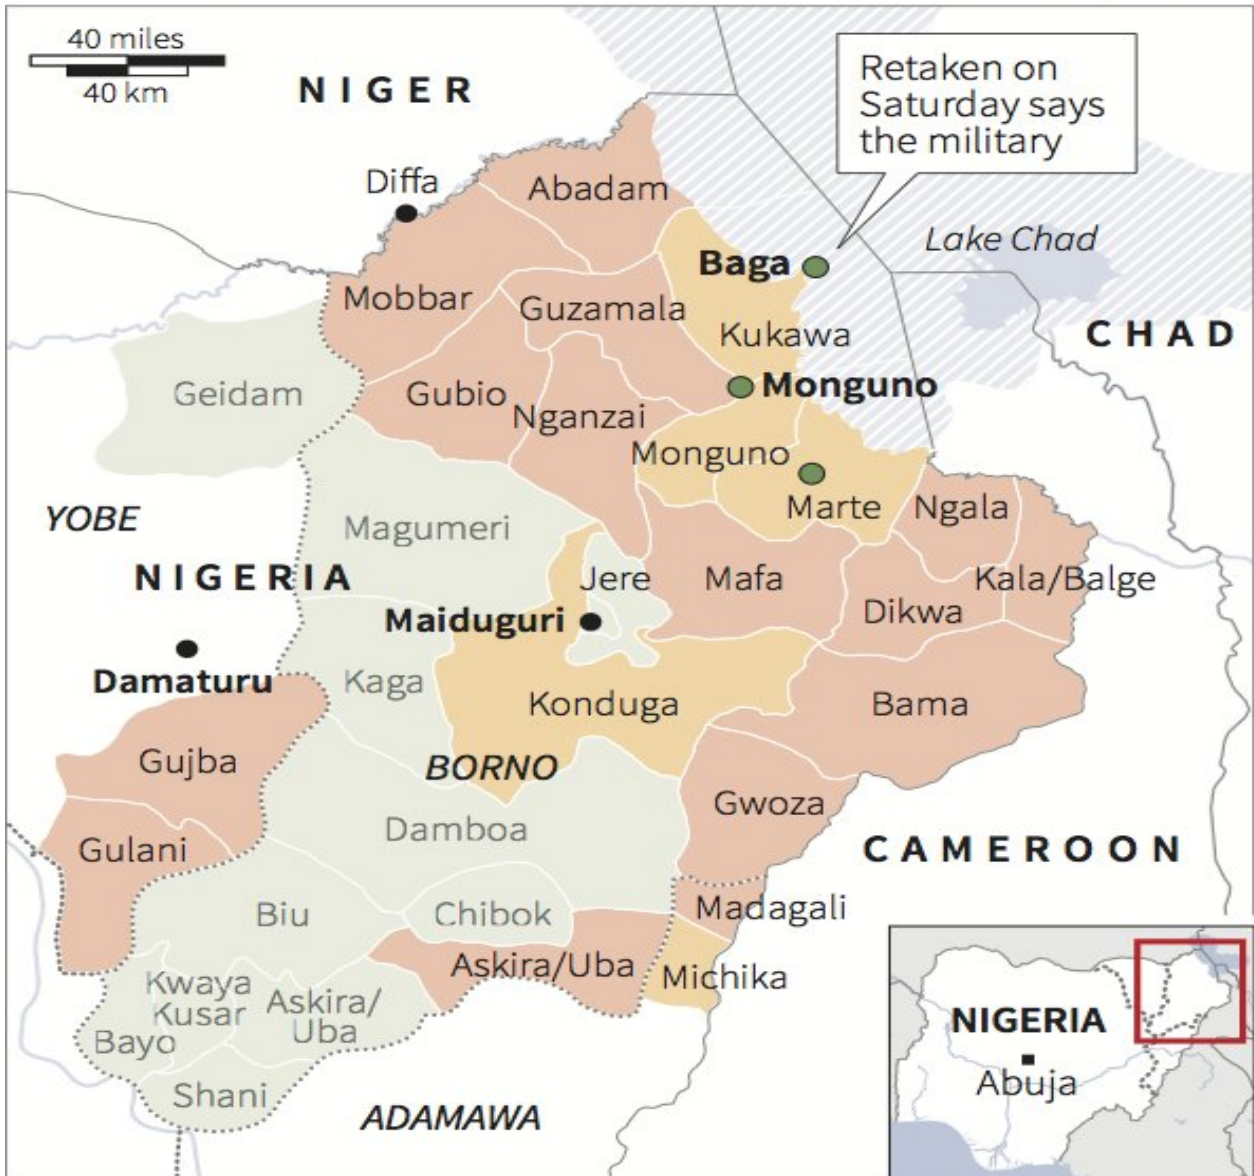 40 miles
40 km
NIGER
Retaken on
Saturday says
the military
Diffa
Abadam
Lake Chad
Baga
Mobbar
Guzamala
Kukawa
CHAD
Geidam
Gubio
Nganzai
Monguno
Monguno
Marte
Ngala
YOBE
Magumeri
NIGERIA
Jere
Mafa
Kala/Balge
Dikwa
Maiduguri
Damaturu
Kaga
Konduga
Bama
Gujba
BORNO
Gwoza
Gulani
Damboa
CAMEROON
Biu
Chibok
Madagali
Askira/Uba
Michika
Kwaya
Kusar
Askira/
Uba
Bayo
Shani
ADAMAWA
NIGERIA
Abuja